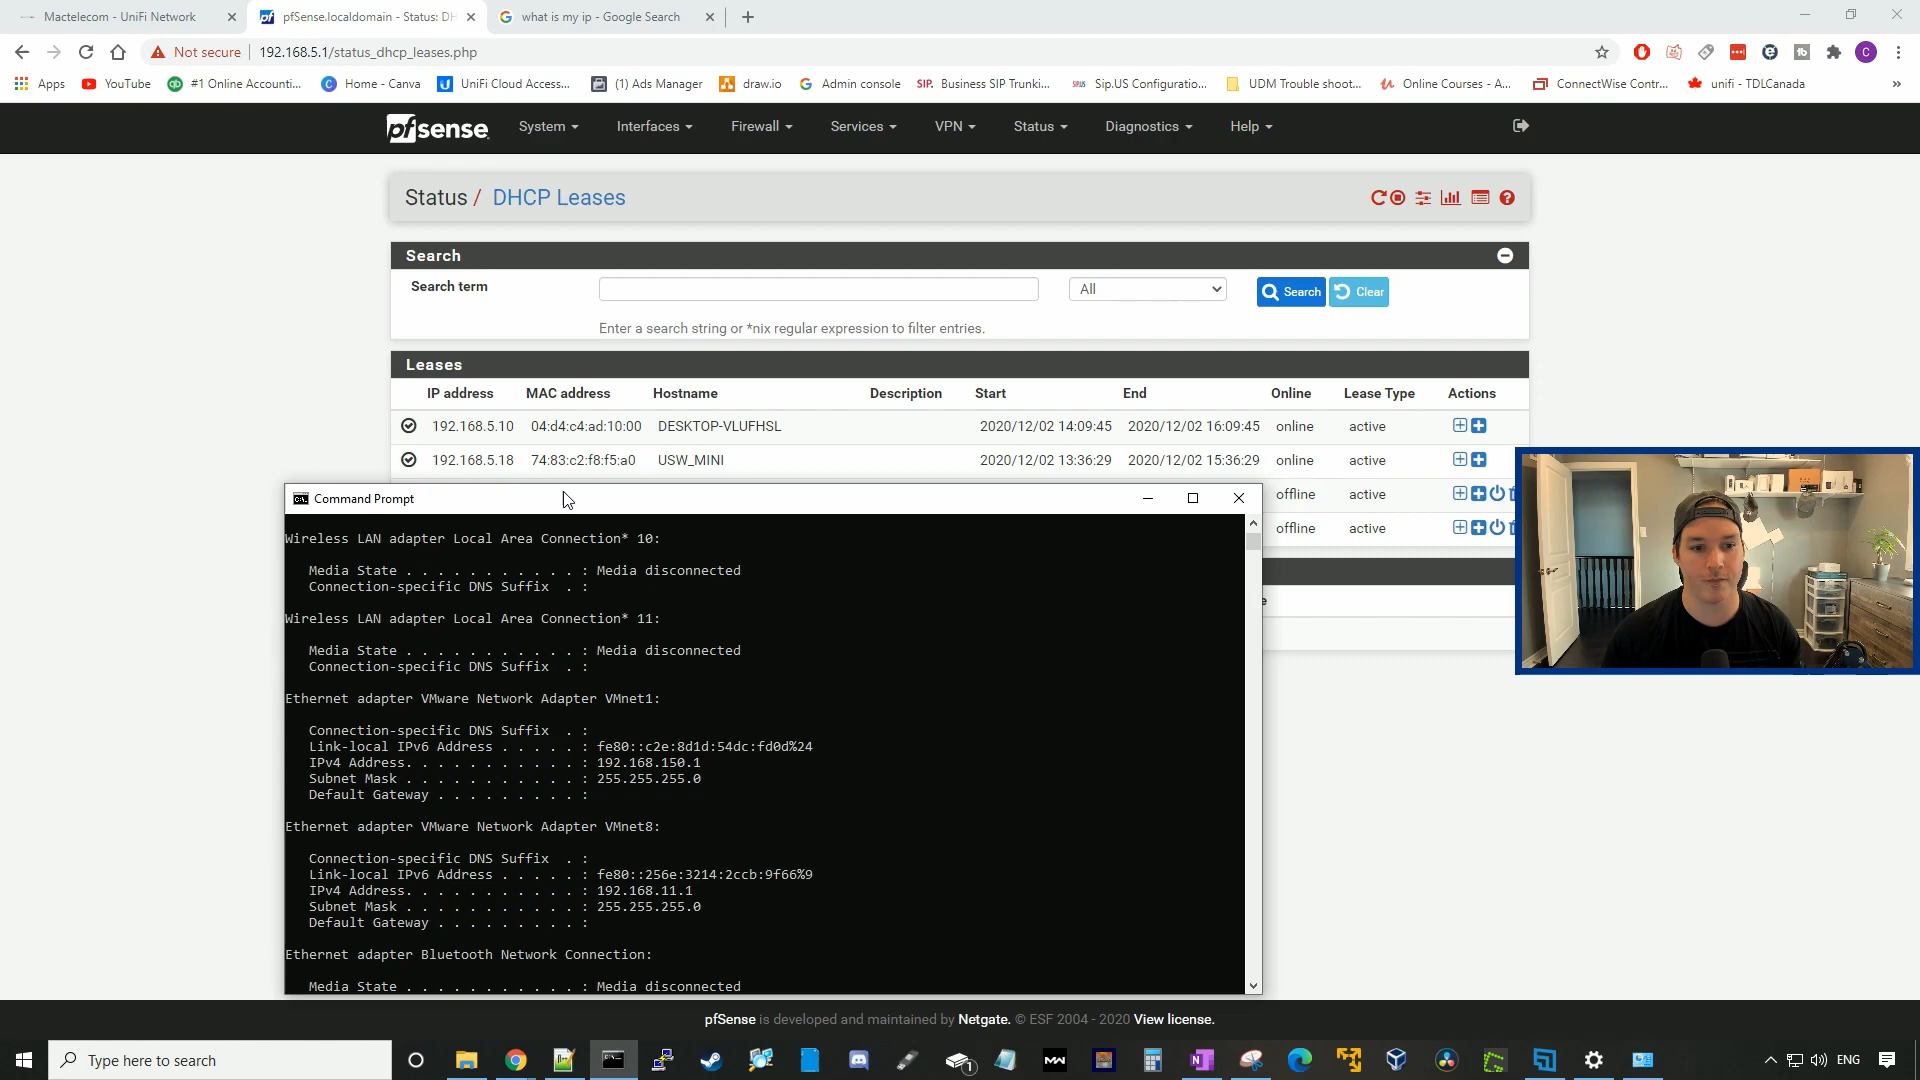 Mactelecom - UniFi Network
pfSense.localdomain - Status: DH
what is my ip - Google Search
Not secure
192.168.5.1/status_dhcp_leases.php
Apps
YouTube
#1 Online Accounti...
Home - Canva
UniFi Cloud Access...
(1) Ads Manager
draw.io
Admin console
SIP. Business SIP Trunki...
Sip.US Configuratio...
UDM Trouble shoot...
Online Courses - A...
ConnectWise Contr...
unifi - TDLCanada
pfsense
System
Interfaces
Firewall
Services
VPN
Status
Diagnostics
Help
Status / DHCP Leases
Search
Search term
All
Search
Clear
Enter a search string or *nix regular expression to filter entries.
Leases
IP address MAC address Hostname Description Start End Online Lease Type Actions
192.168.5.10 04:d4:c4:ad:10:00 DESKTOP-VLUFHSL 2020/12/02 14:09:45 2020/12/02 16:09:45 online active
192.168.5.18 74:83:c2:f8:f5:a0 USW_MINI 2020/12/02 13:36:29 2020/12/02 15:36:29 online active
offline active
offline active
Command Prompt
Wireless LAN adapter Local Area Connection* 10:
Media State . . . . . . . . . . . : Media disconnected
Connection-specific DNS Suffix . :
Wireless LAN adapter Local Area Connection* 11:
Media State . . . . . . . . . . . : Media disconnected
Connection-specific DNS Suffix . :
Ethernet adapter VMware Network Adapter VMnet1:
Connection-specific DNS Suffix . :
Link-local IPv6 Address . . . . . : fe80::c2e:8d1d:54dc:fd0d%24
IPv4 Address. . . . . . . . . . . : 192.168.150.1
Subnet Mask . . . . . . . . . . . : 255.255.255.0
Default Gateway . . . . . . . . . :
Ethernet adapter VMware Network Adapter VMnet8:
Connection-specific DNS Suffix . :
Link-local IPv6 Address . . . . . : fe80::256e:3214:2ccb:9f66%9
IPv4 Address. . . . . . . . . . . : 192.168.11.1
Subnet Mask . . . . . . . . . . . : 255.255.255.0
Default Gateway . . . . . . . . . :
Ethernet adapter Bluetooth Network Connection:
Media State . . . . . . . . . . . : Media disconnected
pfSense is developed and maintained by Netgate. © ESF 2004 - 2020 View license.
Type here to search
ENG